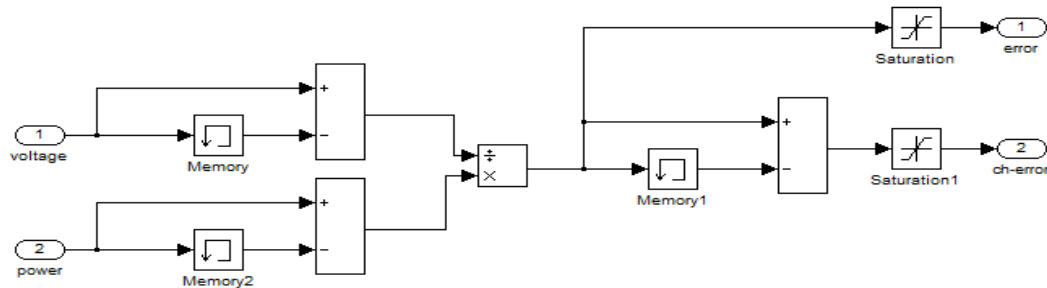 1
error
Saturation
+
1
voltage
−
Memory
÷
×
+
−
Memory1
Saturation1
2
ch-error
+
2
power
−
Memory2